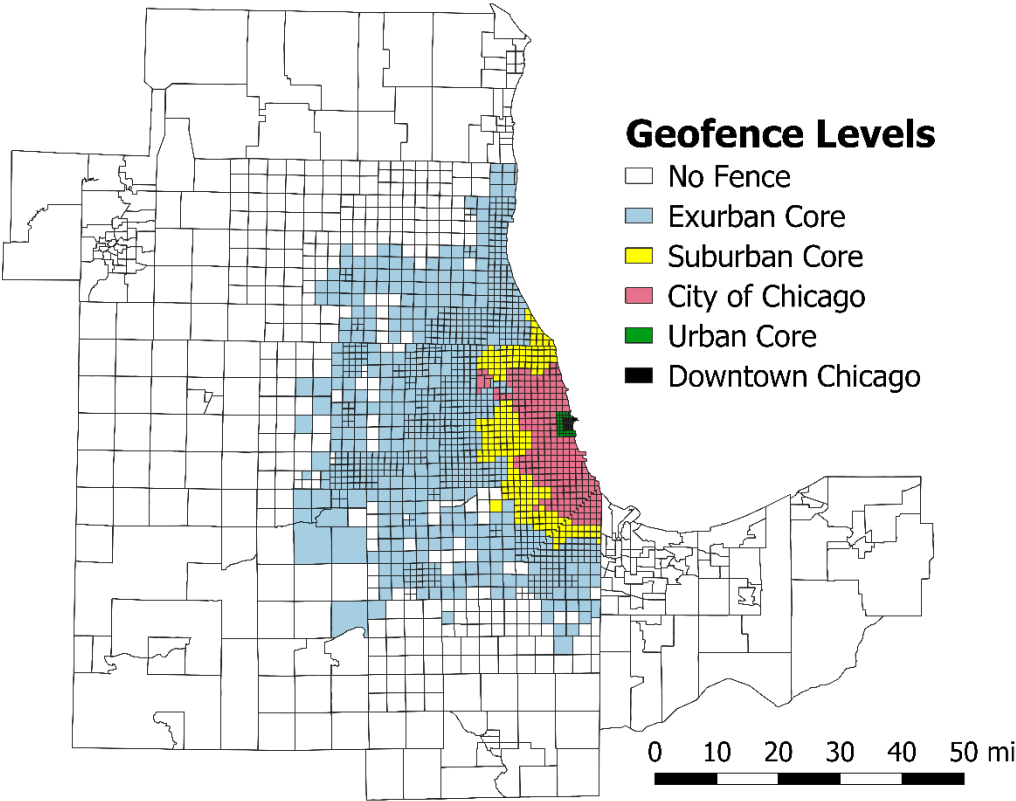 Geofence Levels
No Fence
Exurban Core
Suburban Core
City of Chicago
Urban Core
Downtown Chicago
0 10 20 30 40 50 mi